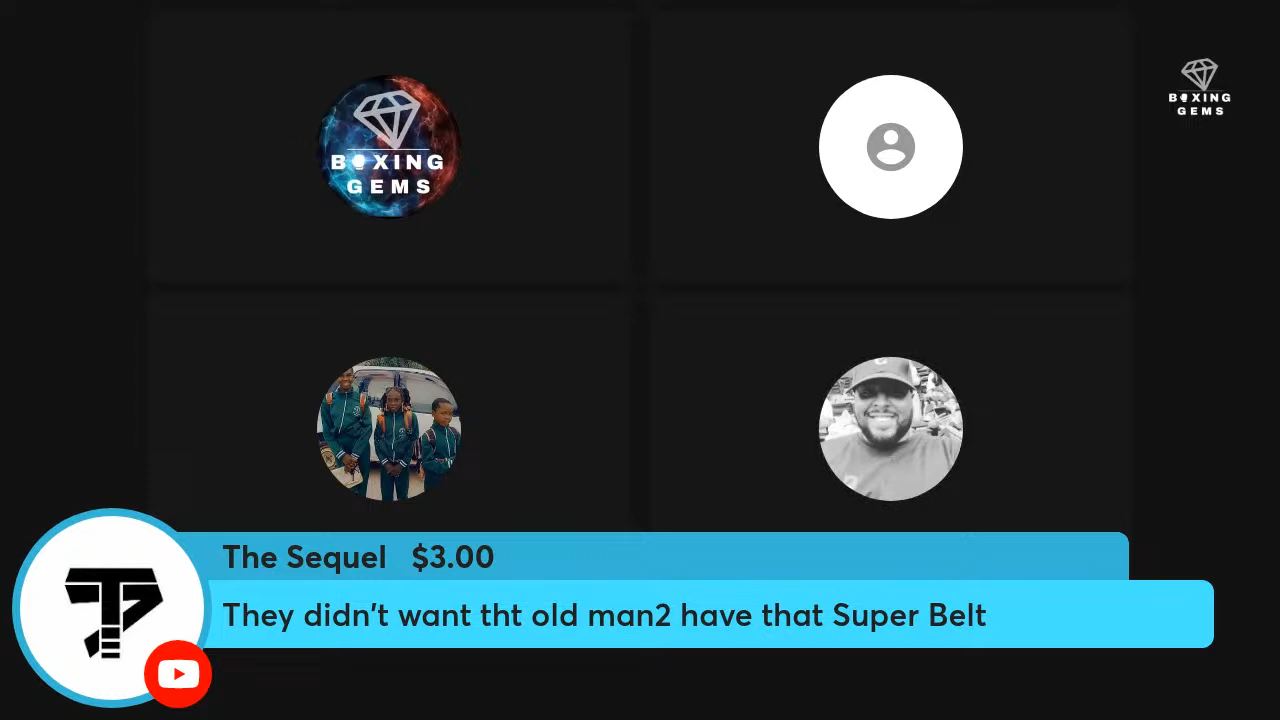 BOXING
GEMS
BOXING
GEMS
The Sequel $3.00
They didn't want tht old man2 have that Super Belt